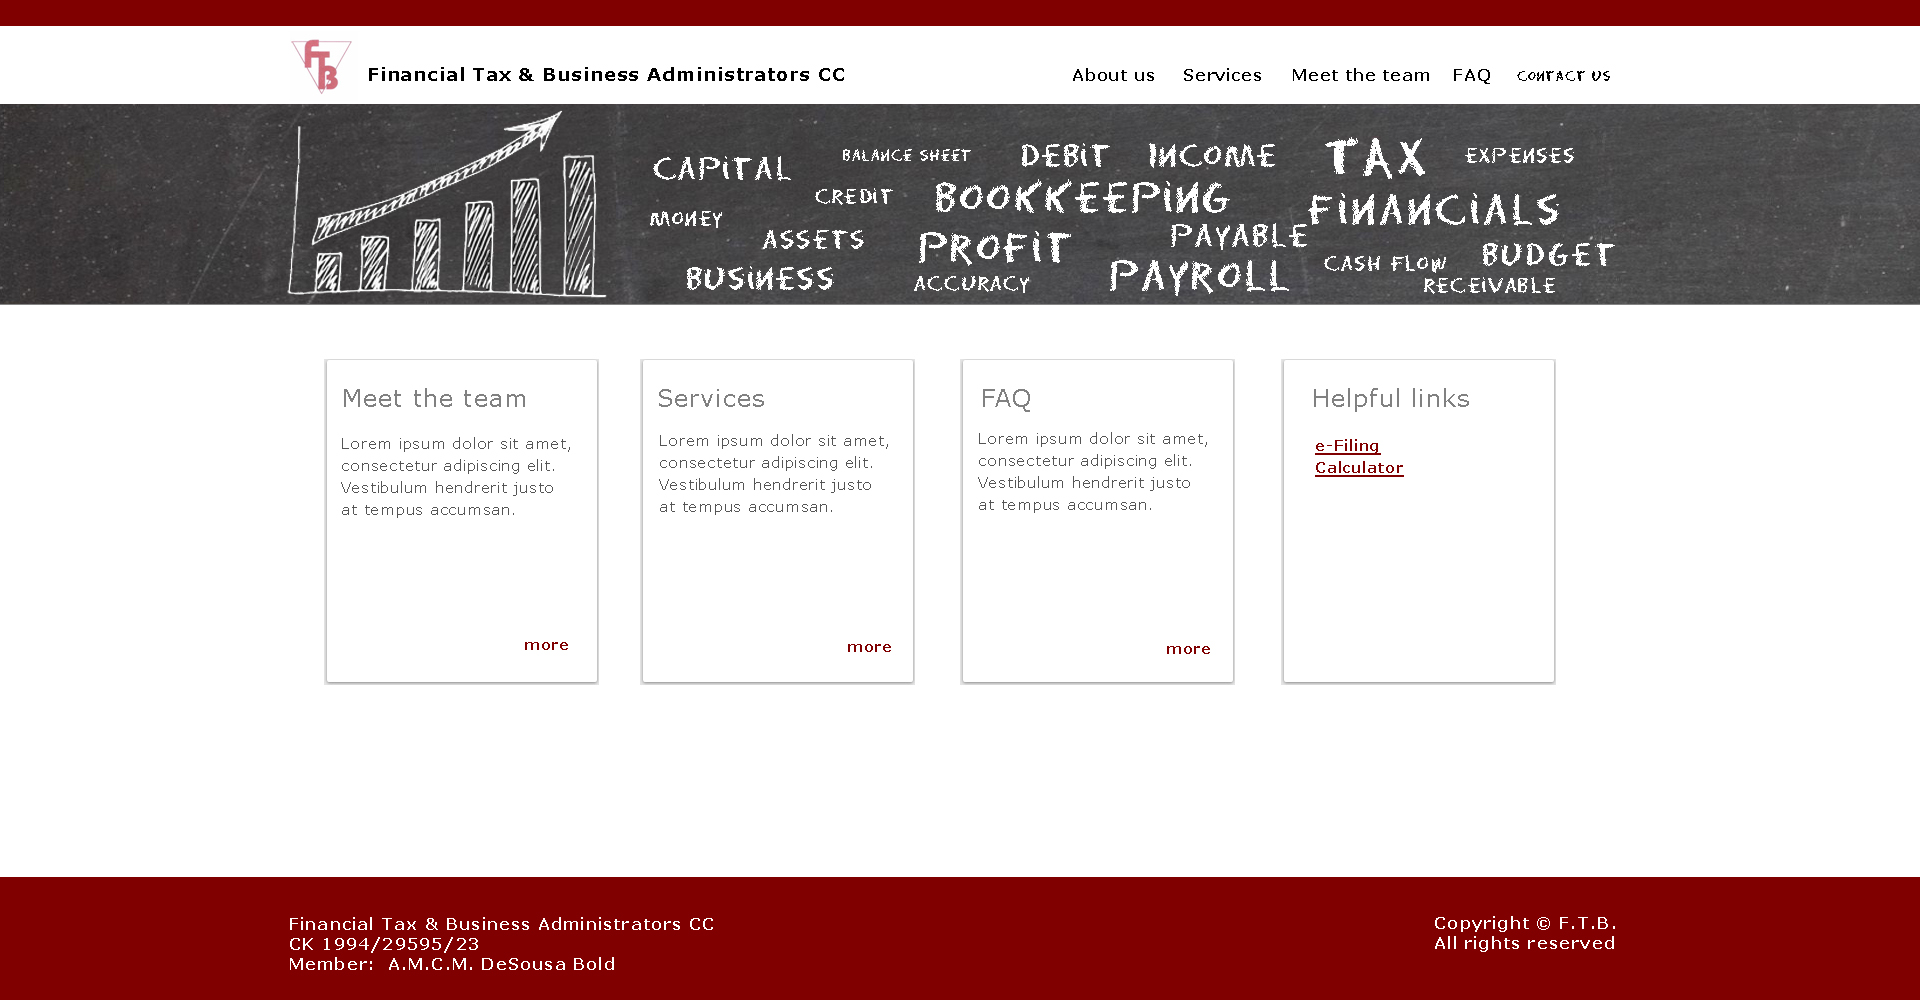 FTB
Financial Tax & Business Administrators CC
About us Services Meet the team FAQ CONTACT US
CAPiTAL
BALANCE SHEET
DEBiT
INCOME
TAX
EXPENSES
CREDiT
BOOKKEEPiNG
FiNANCiALS
MONEY
ASSETS
PROFiT
PAYABLE
BUDGET
BUSiNESS
ACCURACY
PAYROLL
CASH FLOW
RECEiVABLE
Meet the team
Lorem ipsum dolor sit amet,
consectetur adipiscing elit.
Vestibulum hendrerit justo
at tempus accumsan.
more
Services
Lorem ipsum dolor sit amet,
consectetur adipiscing elit.
Vestibulum hendrerit justo
at tempus accumsan.
more
FAQ
Lorem ipsum dolor sit amet,
consectetur adipiscing elit.
Vestibulum hendrerit justo
at tempus accumsan.
more
Helpful links
e-Filing
Calculator
Financial Tax & Business Administrators CC
CK 1994/29595/23
Member: A.M.C.M. DeSousa Bold
Copyright © F.T.B.
All rights reserved